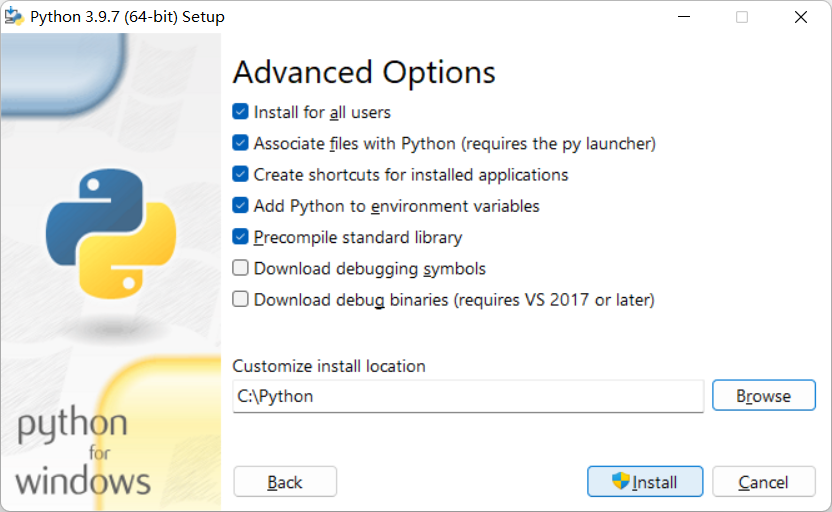 Python 3.9.7 (64-bit) Setup
Advanced Options
Install for all users
Associate files with Python (requires the py launcher)
Create shortcuts for installed applications
Add Python to environment variables
Precompile standard library
Download debugging symbols
Download debug binaries (requires VS 2017 or later)
Customize install location
C:\Python
Browse
python
for
windows
Back
Install
Cancel